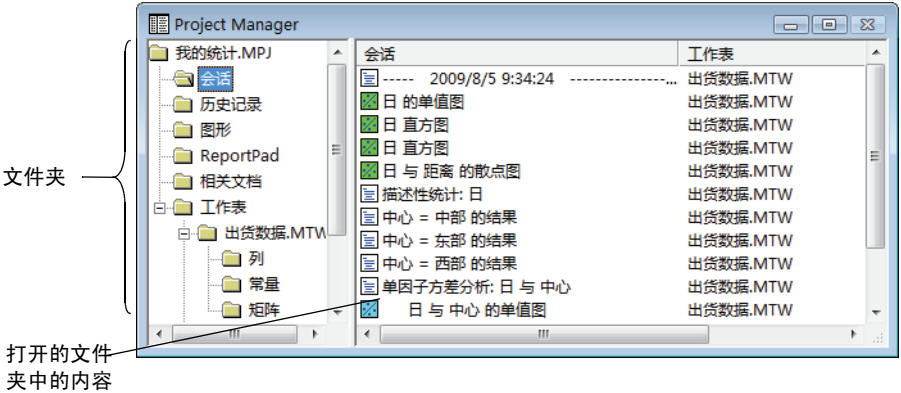 Project Manager
我的统计.MPJ
会话
历史记录
图形
ReportPad
相关文档
工作表
出货数据.MTW
列
常量
矩阵
会话 工作表
----- 2009/8/5 9:34:24 ---------------... 出货数据.MTW
日 的单值图 出货数据.MTW
日 直方图 出货数据.MTW
日 直方图 出货数据.MTW
日 与 距离 的散点图 出货数据.MTW
描述性统计: 日 出货数据.MTW
中心 = 中部 的结果 出货数据.MTW
中心 = 东部 的结果 出货数据.MTW
中心 = 西部 的结果 出货数据.MTW
单因子方差分析: 日 与 中心 出货数据.MTW
日 与 中心 的单值图 出货数据.MTW
文件夹
打开的文件
夹中的内容